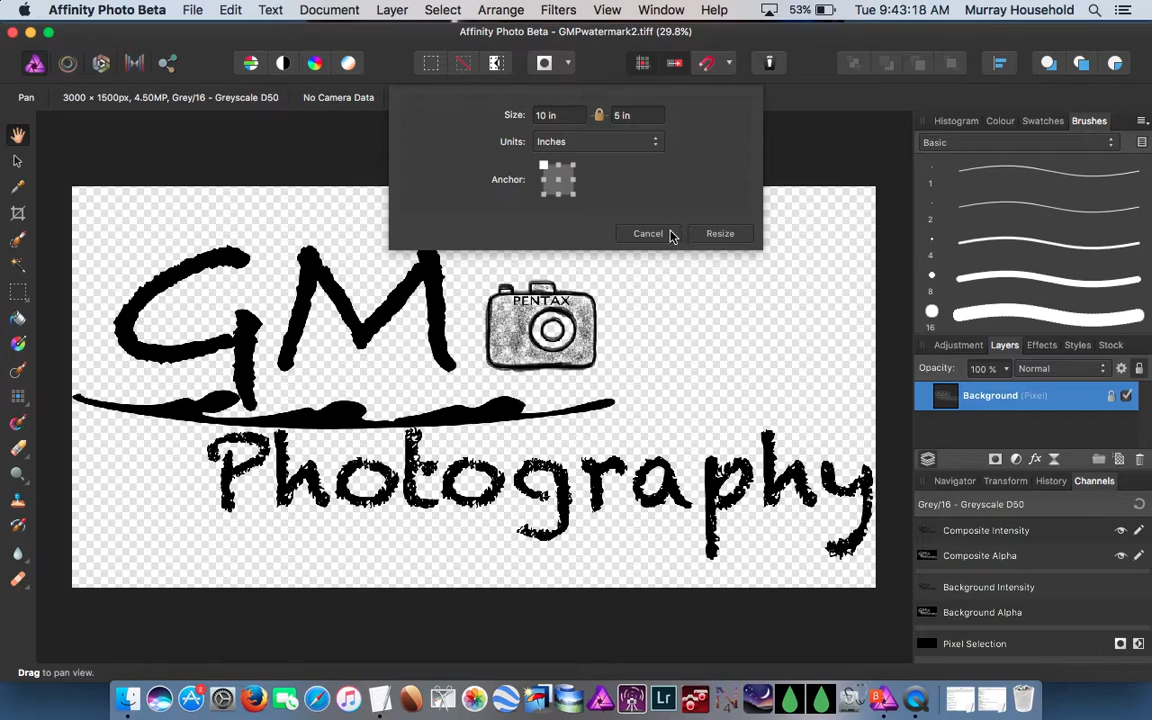 Affinity Photo Beta File Edit Text Document Layer Select Arrange Filters View Window Help 53% Tue 9:43:18 AM Murray Household
Affinity Photo Beta - GMPwatermark2.tiff (29.8%)
Pan 3000 × 1500px, 4.50MP, Grey/16 - Greyscale D50 No Camera Data
Size: 10 in 5 in
Units: Inches
Anchor:
Cancel Resize
GM
PENTAX
Photography
Histogram Colour Swatches Brushes
Basic
1
2
4
8
16
Adjustment Layers Effects Styles Stock
Opacity: 100 % Normal
Background (Pixel)
Navigator Transform History Channels
Grey/16 - Greyscale D50
Composite Intensity
Composite Alpha
Background Intensity
Background Alpha
Pixel Selection
Drag to pan view.
2
Lr
4